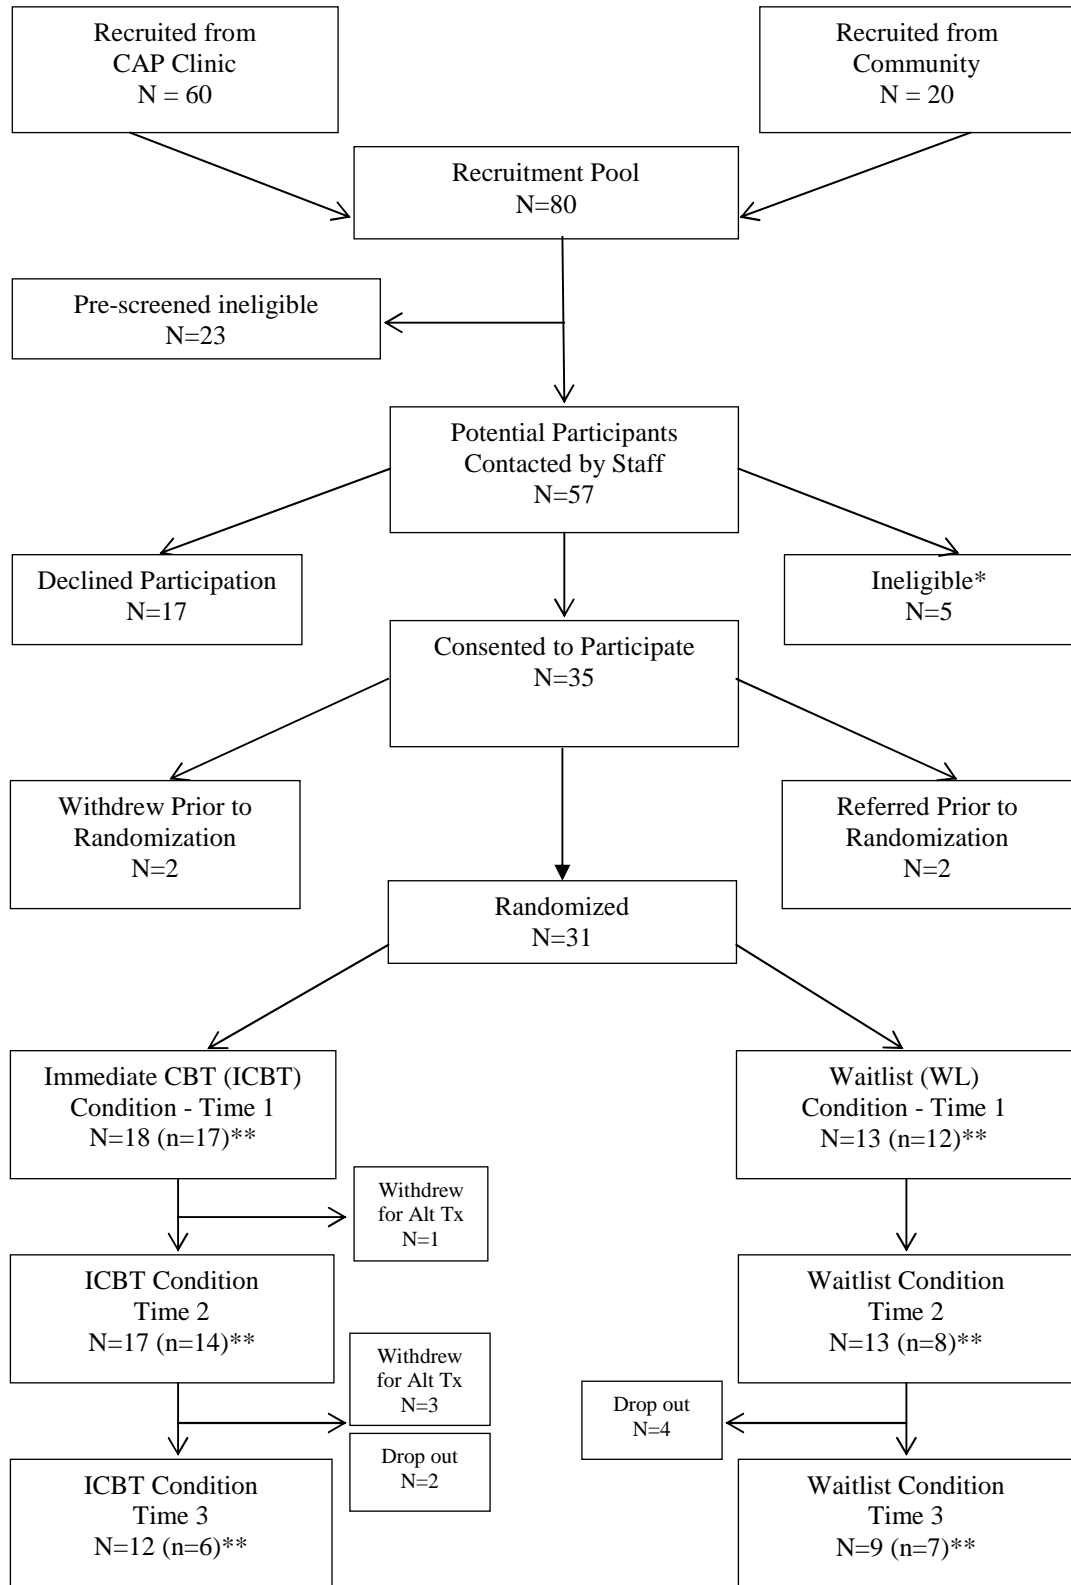 Recruited from
CAP Clinic
N = 60
Recruited from
Community
N = 20
Recruitment Pool
N=80
Pre-screened ineligible
N=23
Potential Participants
Contacted by Staff
N=57
Declined Participation
N=17
Ineligible*
N=5
Consented to Participate
N=35
Withdrew Prior to
Randomization
N=2
Referred Prior to
Randomization
N=2
Randomized
N=31
Immediate CBT (ICBT)
Condition - Time 1
N=18 (n=17)**
Waitlist (WL)
Condition - Time 1
N=13 (n=12)**
Withdrew
for Alt Tx
N=1
ICBT Condition
Time 2
N=17 (n=14)**
Waitlist Condition
Time 2
N=13 (n=8)**
Withdrew
for Alt Tx
N=3
Drop out
N=4
Drop out
N=2
ICBT Condition
Time 3
N=12 (n=6)**
Waitlist Condition
Time 3
N=9 (n=7)**